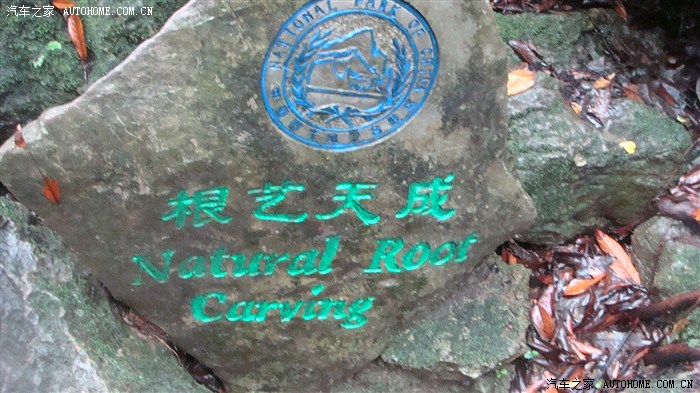 汽车之家 AUTOHOME.COM.CN
NATIONAL PARK OF CHINA
根艺天成
Natural Root
Carving
汽车之家 AUTOHOME.COM.CN